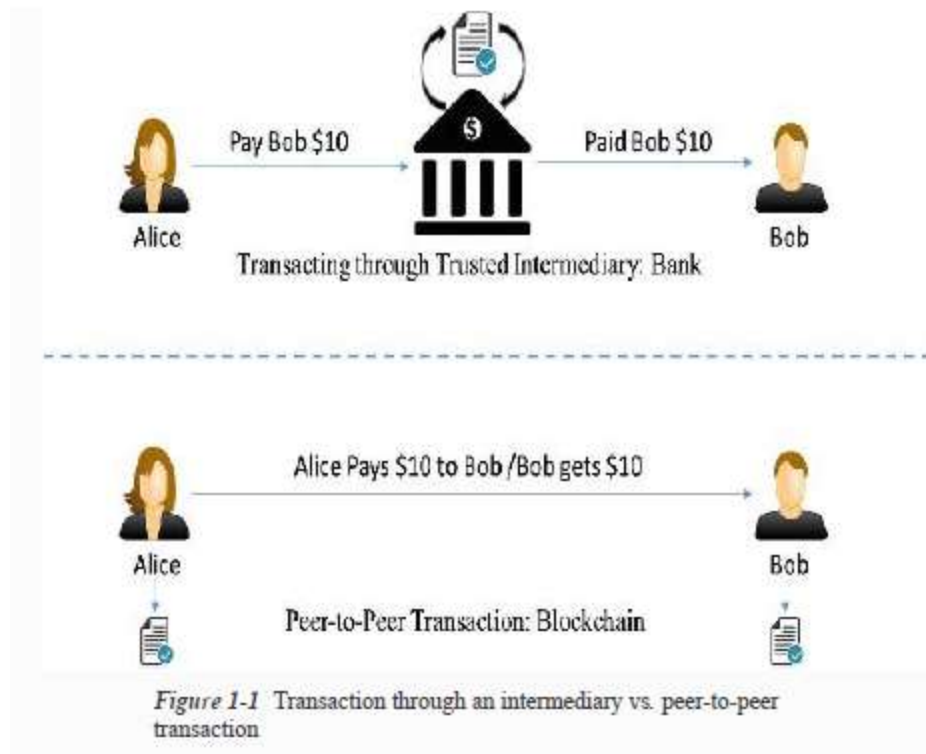 $
Pay Bob $10
Paid Bob $10
Alice
Bob
Transacting through Trusted Intermediary: Bank
Alice Pays $10 to Bob /Bob gets $10
Alice
Bob
Peer-to-Peer Transaction: Blockchain
Figure 1-1 Transaction through an intermediary vs. peer-to-peer
transaction